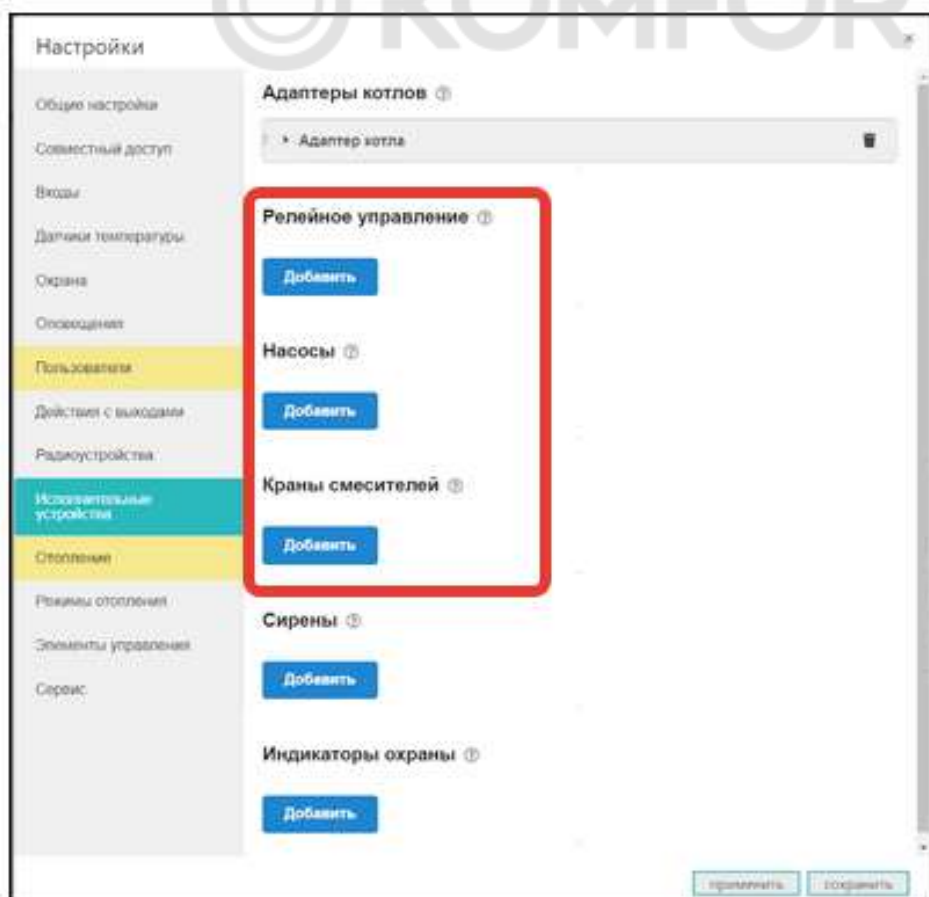 KOMFOR
Настройки
×
Общие настройки
Совместный доступ
Входы
Датчики температуры
Охрана
Оповещения
Пользователи
Действия с выходами
Радиоустройства
Исполнительные
устройства
Отопление
Режимы отопления
Элементы управления
Сервис
Адаптеры котлов ?
Адаптер котла
Релейное управление ?
Добавить
Насосы ?
Добавить
Краны смесителей ?
Добавить
Сирены ?
Добавить
Индикаторы охраны ?
Добавить
применить
сохранить